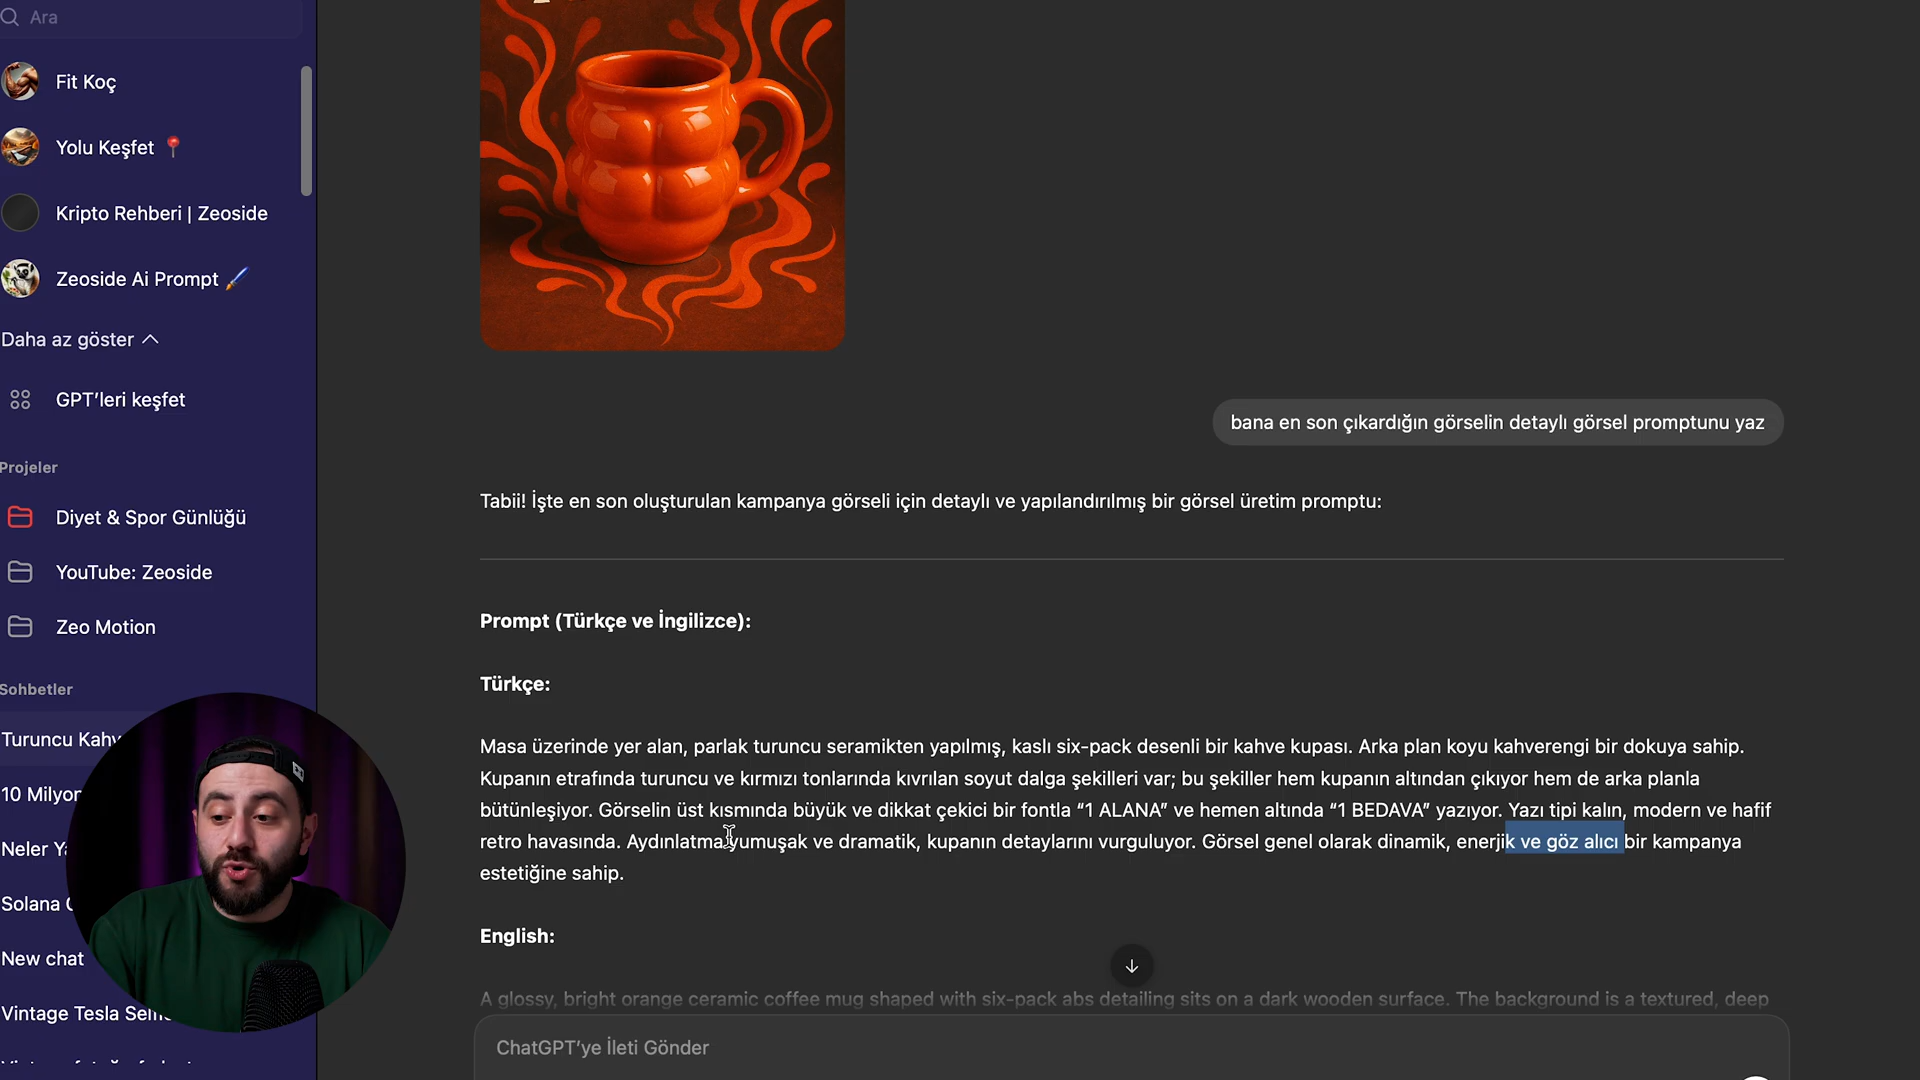 Ara
Fit Koç
Yolu Keşfet
Kripto Rehberi | Zeoside
Zeoside Ai Prompt
Daha az göster
GPT'leri keşfet
Projeler
Diyet & Spor Günlüğü
YouTube: Zeoside
Zeo Motion
Sohbetler
Turuncu Kahv
10 Milyon
Neler Ya
Solana
New chat
Vintage Tesla
bana en son çıkardığın görselin detaylı görsel promptunu yaz
Tabii! İşte en son oluşturulan kampanya görseli için detaylı ve yapılandırılmış bir görsel üretim promptu:
Prompt (Türkçe ve İngilizce):
Türkçe:
Masa üzerinde yer alan, parlak turuncu seramikten yapılmış, kaslı six-pack desenli bir kahve kupası. Arka plan koyu kahverengi bir dokuya sahip.
Kupanın etrafında turuncu ve kırmızı tonlarında kıvrılan soyut dalga şekilleri var; bu şekiller hem kupanın altından çıkıyor hem de arka planla
bütünleşiyor. Görselin üst kısmında büyük ve dikkat çekici bir fontla “1 ALANA” ve hemen altında “1 BEDAVA” yazıyor. Yazı tipi kalın, modern ve hafif
retro havasında. Aydınlatma yumuşak ve dramatik, kupanın detaylarını vurguluyor. Görsel genel olarak dinamik, enerjik ve göz alıcı bir kampanya
estetiğine sahip.
English:
A glossy, bright orange ceramic coffee mug shaped with six-pack abs detailing sits on a dark wooden surface. The background is a textured, deep
ChatGPT'ye İleti Gönder